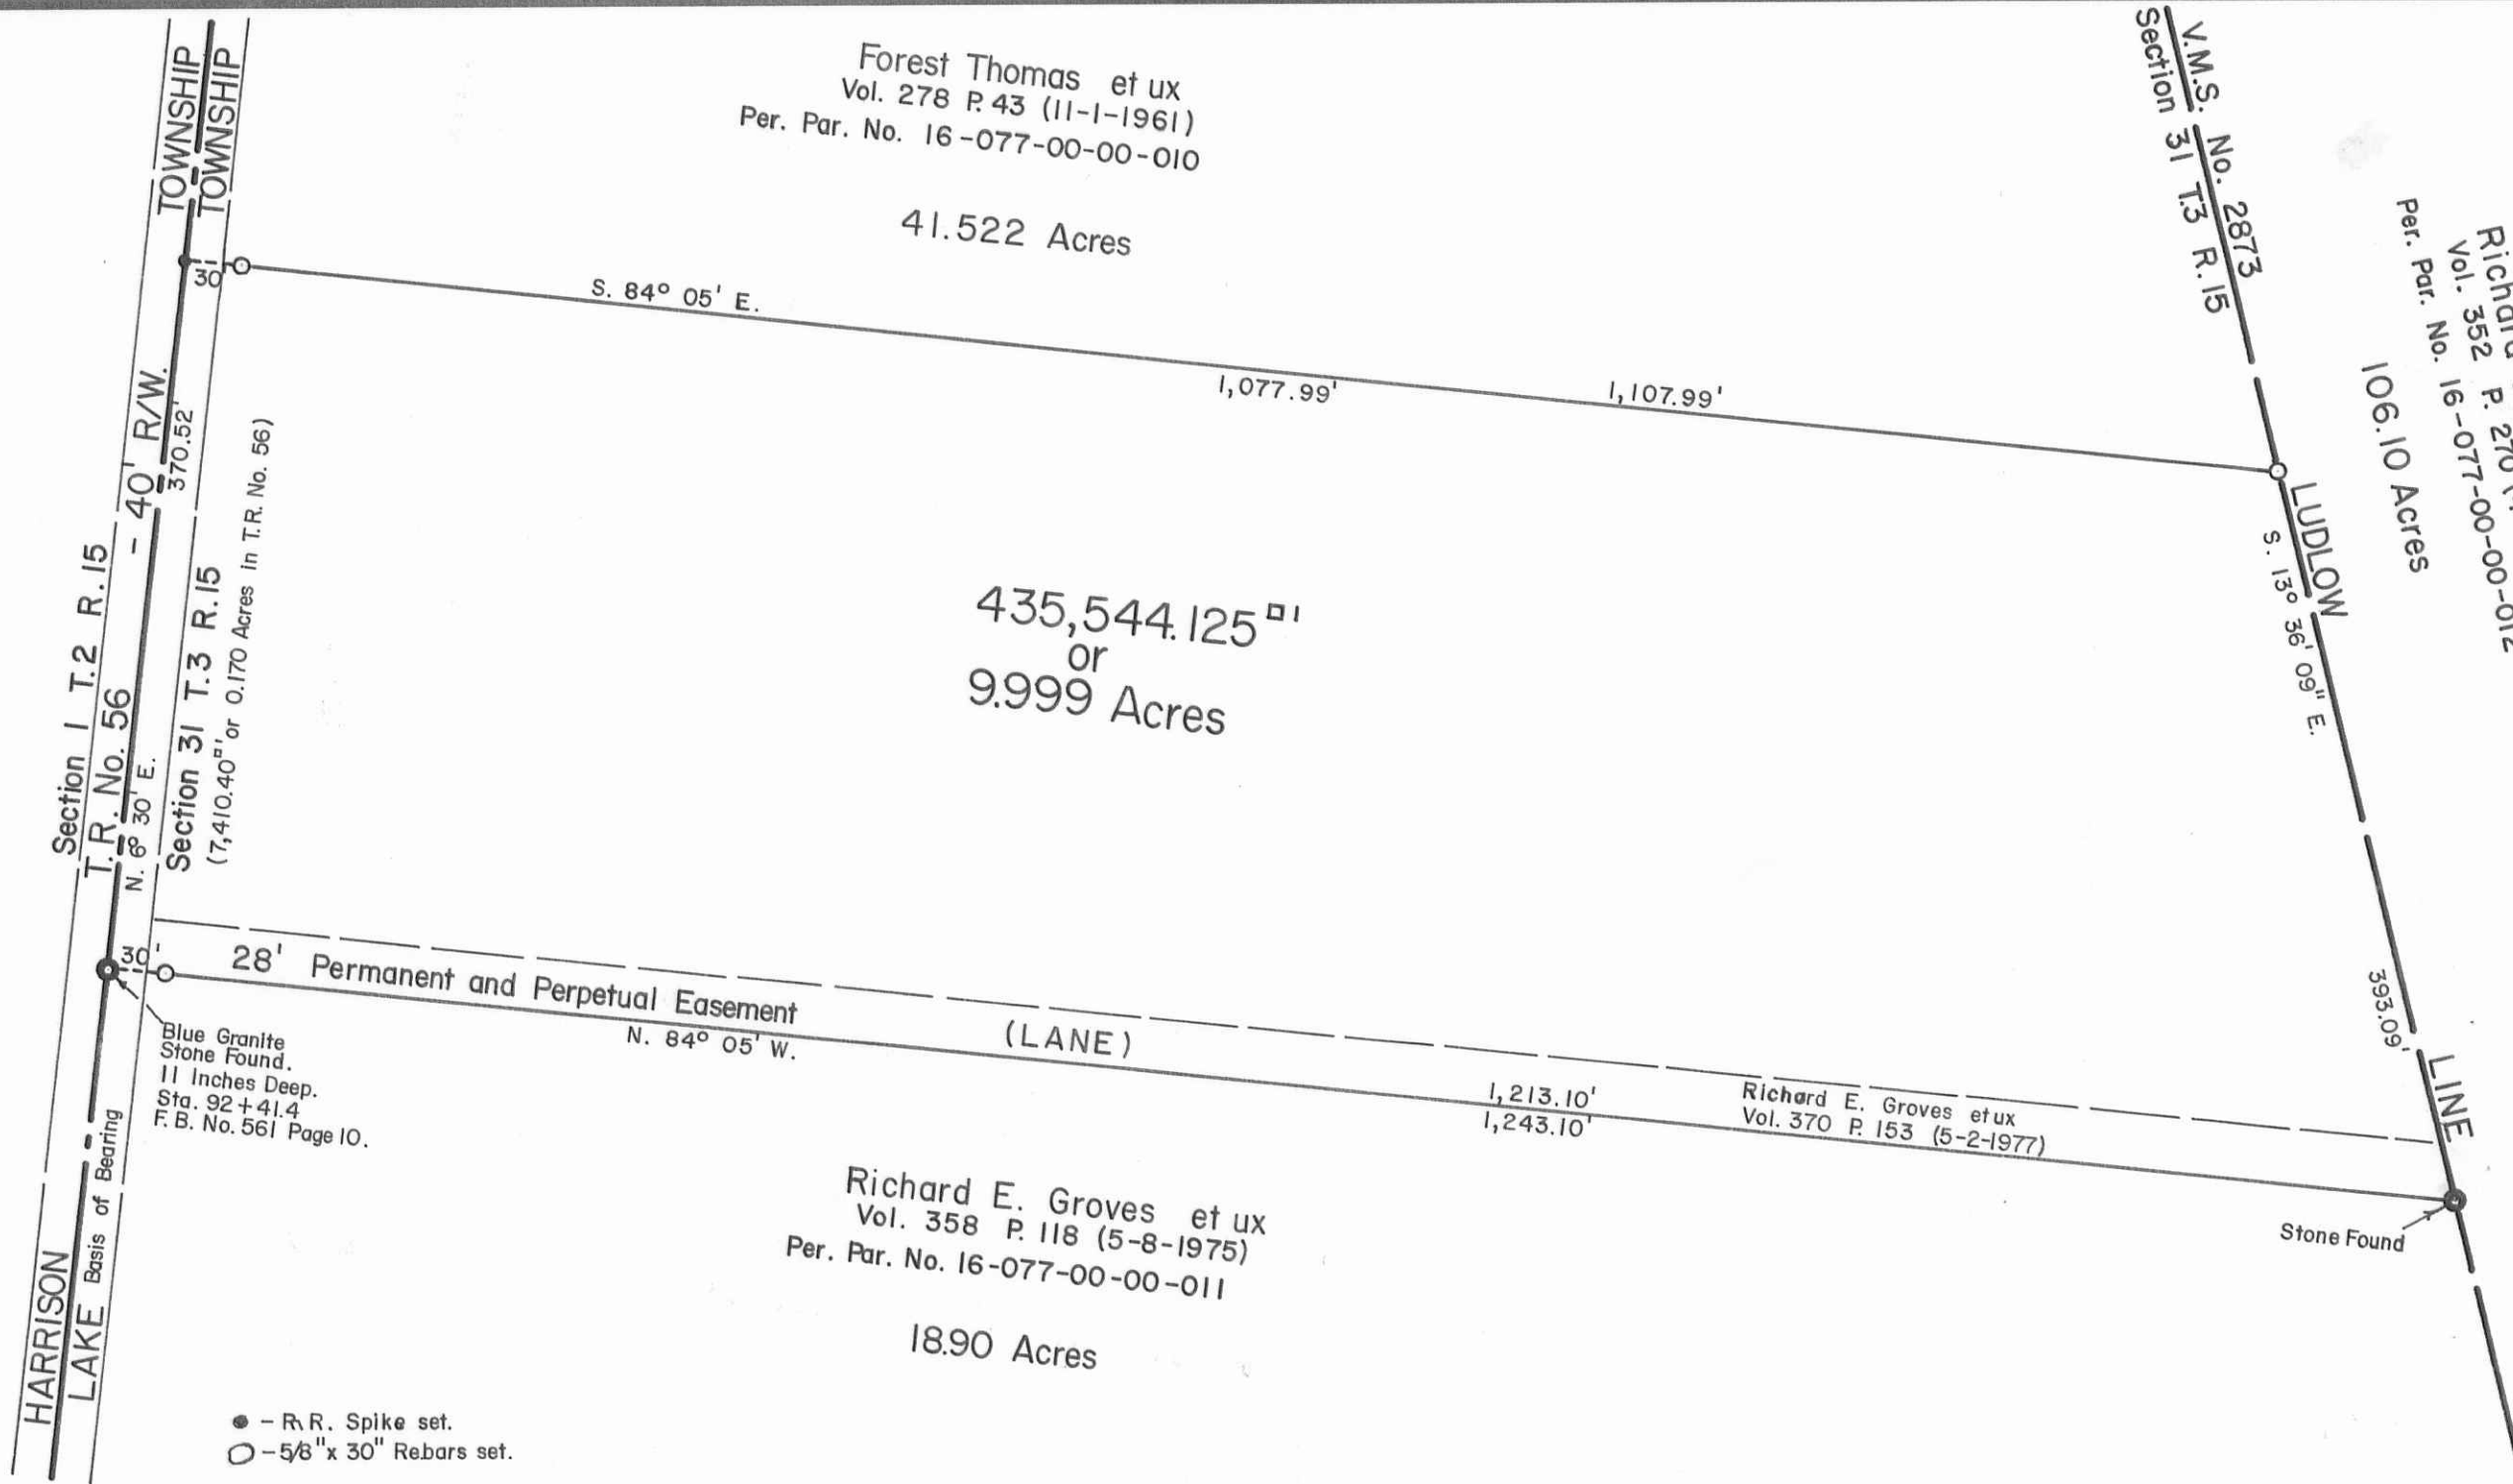 Forest Thomas et ux
Vol. 278 P. 43 (11-1-1961)
Per. Par. No. 16-077-00-00-010
41.522 Acres
TOWNSHIP
TOWNSHIP
V.M.S. No. 2873
Section 31 T.3 R.15
Vol. 352 P. 270
Per. Par. No. 16-077-00-00-012
106.10 Acres
30'
S. 84° 05' E.
1,077.99'
1,107.99'
Section 1 T.2 R.15
T.R. No. 56 - 40' R/W.
N. 6° 30' E.
370.52'
Section 31 T.3 R.15
(7,410.40□' or 0.170 Acres in T.R. No. 56)
435,544.125□'
or
9.999 Acres
LUDLOW
S. 13° 36' 09" E.
393.09'
LINE
30'
28' Permanent and Perpetual Easement
(LANE)
N. 84° 05' W.
1,213.10'
1,243.10'
Richard E. Groves et ux
Vol. 370 P. 153 (5-2-1977)
Stone Found
Blue Granite
Stone Found.
11 Inches Deep.
Sta. 92+41.4
F.B. No. 561 Page 10.
Richard E. Groves et ux
Vol. 358 P. 118 (5-8-1975)
Per. Par. No. 16-077-00-00-011
18.90 Acres
HARRISON
LAKE
Basis of Bearing
● - R.R. Spike set.
○ - 5/8" x 30" Rebars set.